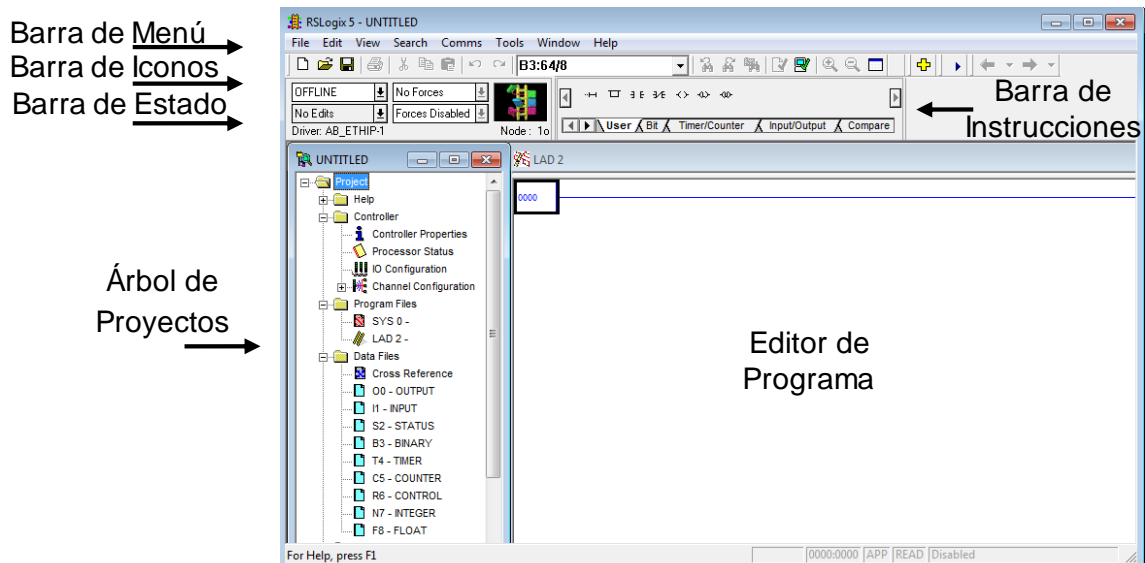 RSLogix 5 - UNTITLED
Barra de Menú
File Edit View Search Comms Tools Window Help
Barra de Iconos
B3:64/8
Barra de Estado
OFFLINE No Forces
No Edits Forces Disabled
Driver: AB_ETHIP-1 Node : 1o
User Bit Timer/Counter Input/Output Compare
Barra de
Instrucciones
UNTITLED
LAD 2
Project
Help
Controller
Controller Properties
Processor Status
IO Configuration
Channel Configuration
Program Files
SYS 0 -
LAD 2 -
Data Files
Cross Reference
O0 - OUTPUT
I1 - INPUT
S2 - STATUS
B3 - BINARY
T4 - TIMER
C5 - COUNTER
R6 - CONTROL
N7 - INTEGER
F8 - FLOAT
0000
Árbol de
Proyectos
Editor de
Programa
For Help, press F1
0000:0000 APP READ Disabled